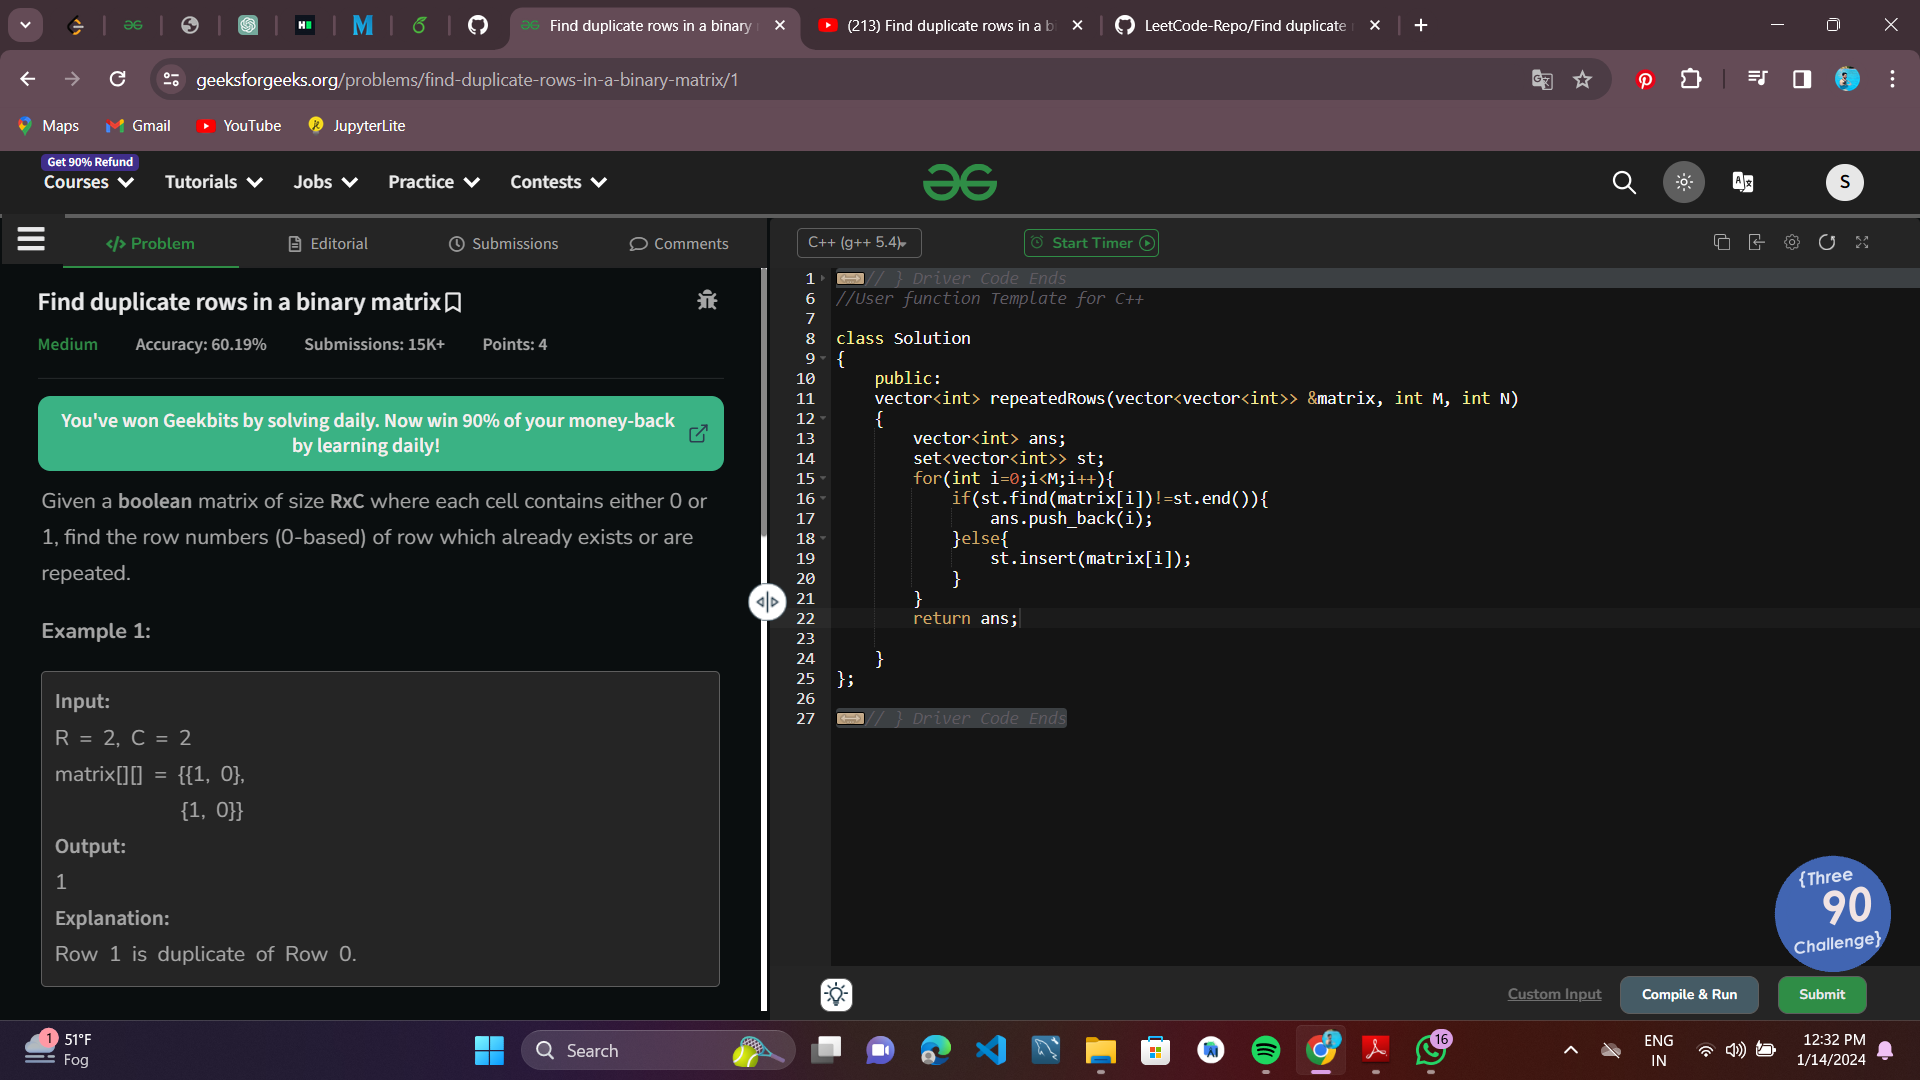 Find duplicate rows in a binary
(213) Find duplicate rows in a b
LeetCode-Repo/Find duplicate
geeksforgeeks.org/problems/find-duplicate-rows-in-a-binary-matrix/1
Maps
Gmail
YouTube
JupyterLite
Get 90% Refund
Courses
Tutorials
Jobs
Practice
Contests
S
</> Problem
Editorial
Submissions
Comments
C++ (g++ 5.4)
Start Timer
Find duplicate rows in a binary matrix
Medium
Accuracy: 60.19%
Submissions: 15K+
Points: 4
You've won Geekbits by solving daily. Now win 90% of your money-back
by learning daily!
Given a boolean matrix of size RxC where each cell contains either 0 or
1, find the row numbers (0-based) of row which already exists or are
repeated.
Example 1:
Input:
R = 2, C = 2
matrix[][] = {{1, 0},
{1, 0}}
Output:
1
Explanation:
Row 1 is duplicate of Row 0.
1 // } Driver Code Ends
6 //User function Template for C++
7
8 class Solution
9 {
10 public:
11 vector<int> repeatedRows(vector<vector<int>> &matrix, int M, int N)
12 {
13 vector<int> ans;
14 set<vector<int>> st;
15 for(int i=0;i<M;i++){
16 if(st.find(matrix[i])!=st.end()){
17 ans.push_back(i);
18 }else{
19 st.insert(matrix[i]);
20 }
21 }
22 return ans;
23
24 }
25 };
26
27 // } Driver Code Ends
{Three
90
Challenge}
Custom Input
Compile & Run
Submit
1
51°F
Fog
Search
16
ENG
IN
12:32 PM
1/14/2024